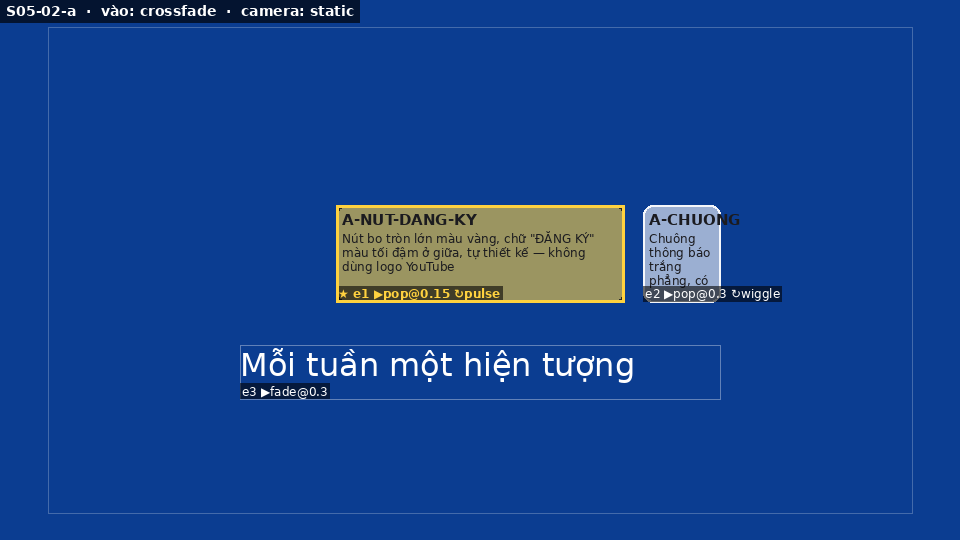 S05-02-a · vào: crossfade · camera: static
A-NUT-DANG-KY
Nút bo tròn lớn màu vàng, chữ "ĐĂNG KÝ"
màu tối đậm ở giữa, tự thiết kế — không
dùng logo YouTube
★ e1 ▶pop@0.15 ↻pulse
A-CHUONG
Chuông
thông báo
trắng
phẳng, có
e2 ▶pop@0.3 ↻wiggle
Mỗi tuần một hiện tượng
e3 ▶fade@0.3